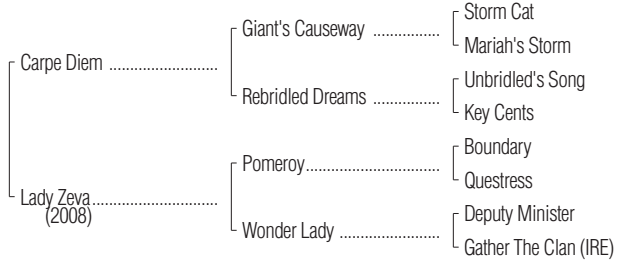 Storm Cat
Giant's Causeway ................
Mariah's Storm
Carpe Diem ...........................
Unbridled's Song
Rebridled Dreams ................
Key Cents
Boundary
Pomeroy.................................
Questress
Lady Zeva...............................
(2008)
Deputy Minister
Wonder Lady ........................
Gather The Clan (IRE)